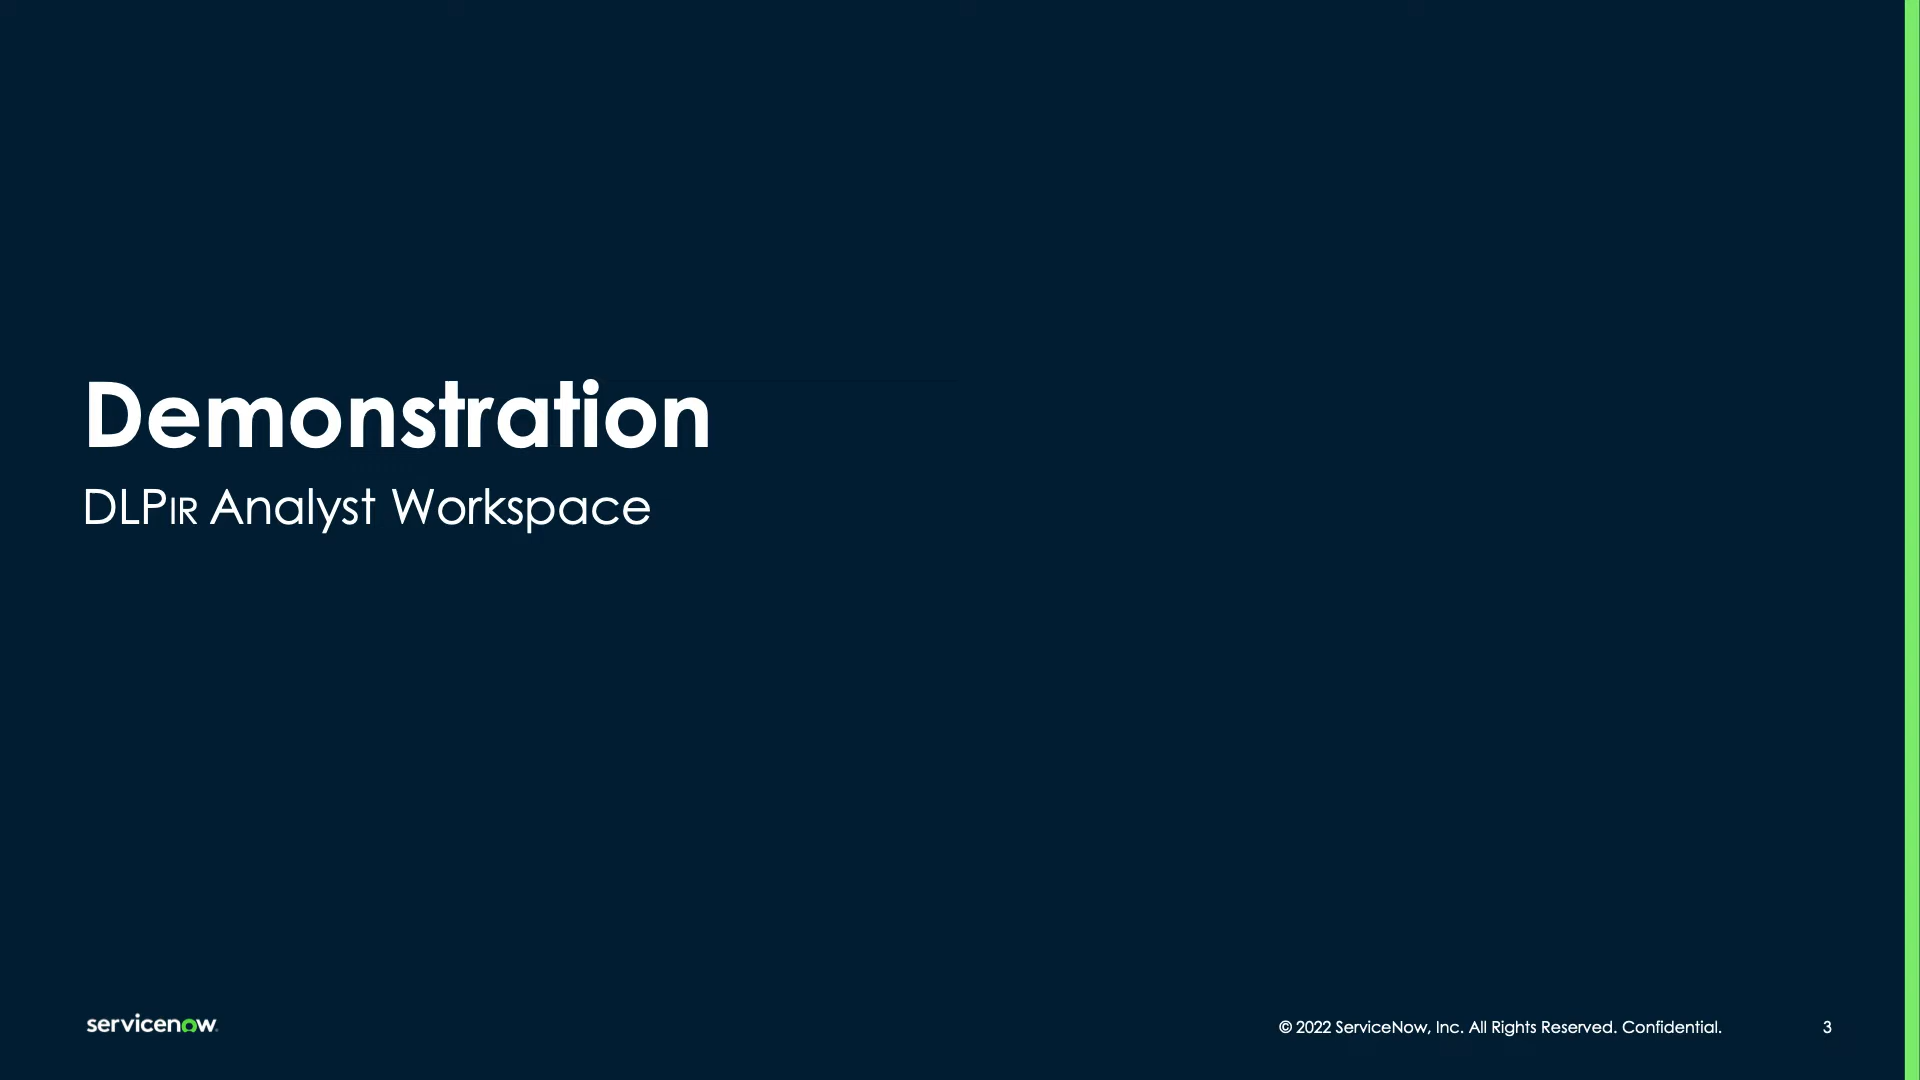 Demonstration
DLPIR Analyst Workspace
servicenow
© 2022 ServiceNow, Inc. All Rights Reserved. Confidential.
3